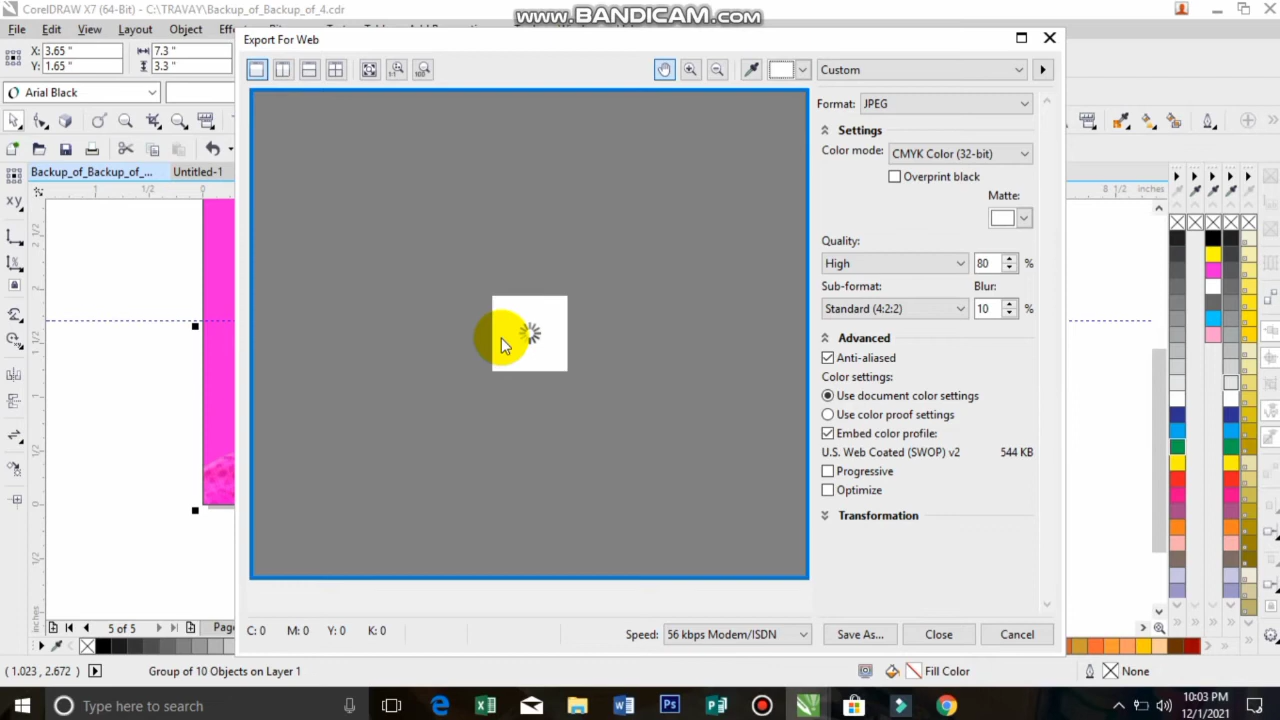 CorelDRAW X7 (64-Bit) - C:\TRAVAY\Backup_of_Backup_of_4.cdr
www.BANDICAM.com
File Edit View Layout Object
Export For Web
X: 3.65 " 7.3 "
Y: 1.65 " 3.3 "
Custom
Arial Black
Format: JPEG
Settings
Color mode: CMYK Color (32-bit)
Overprint black
Backup_of_Backup_of_... Untitled-1
Matte:
1 1/2 0 8 1/2 inches
Quality:
High 80 %
Sub-format: Blur:
Standard (4:2:2) 10 %
Advanced
Anti-aliased
Color settings:
Use document color settings
Use color proof settings
Embed color profile:
U.S. Web Coated (SWOP) v2 544 KB
Progressive
Optimize
Transformation
inches
5 of 5
C: 0 M: 0 Y: 0 K: 0
Speed: 56 kbps Modem/ISDN
Save As... Close Cancel
( 1.023 , 2.672 ) Group of 10 Objects on Layer 1
Fill Color None
Type here to search
10:03 PM
12/1/2021